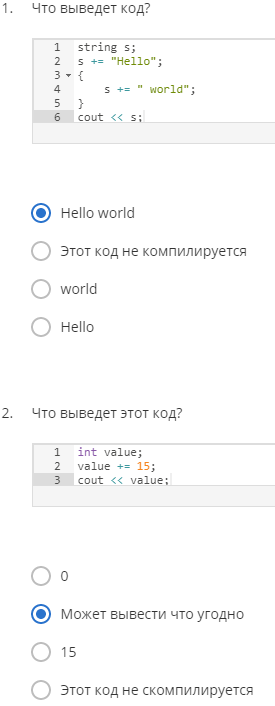 1. Что выведет код?
1 string s;
2 s += "Hello";
3 {
4 s += " world";
5 }
6 cout << s;
Hello world
Этот код не компилируется
world
Hello
2. Что выведет этот код?
1 int value;
2 value += 15;
3 cout << value;
0
Может вывести что угодно
15
Этот код не скомпилируется